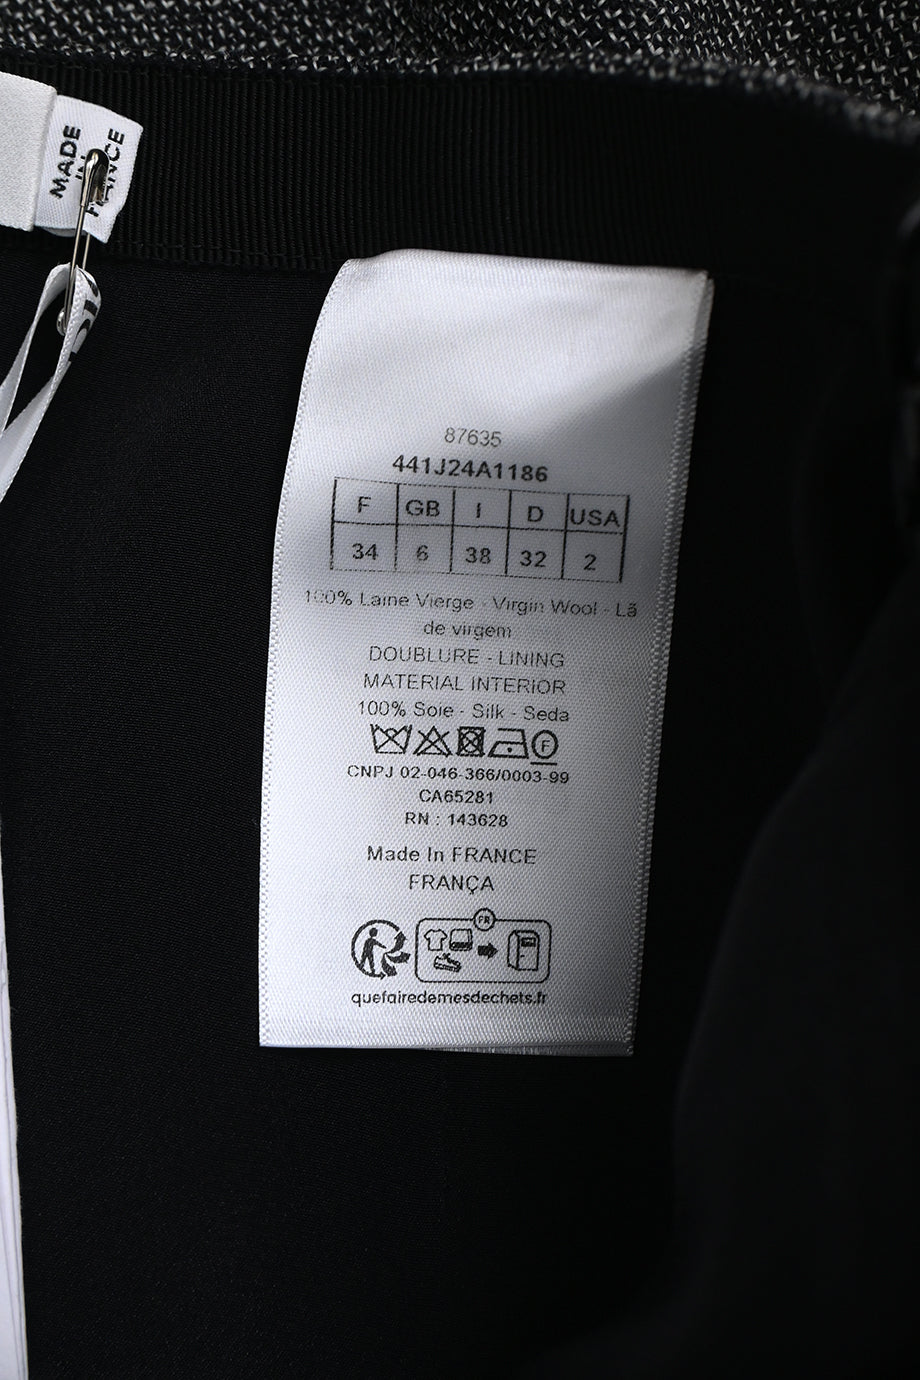 MADE
IN
FRANCE
87635
441J24A1186
F GB I D USA
34 6 38 32 2
100% Laine Vierge - Virgin Wool - Lã
de virgem
DOUBLURE - LINING
MATERIAL INTERIOR
100% Soie - Silk - Seda
F
CNPJ 02-046-366/0003-99
CA65281
RN : 143628
Made In FRANCE
FRANÇA
FR
quefairedemesdechets.fr